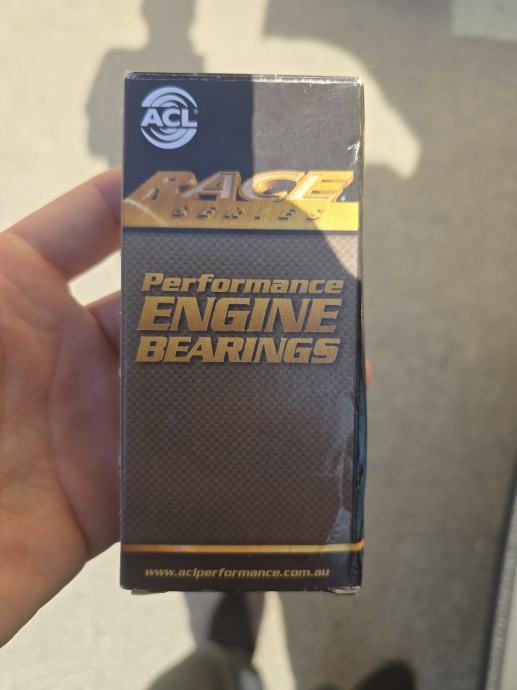 ACL®
RACE
SERIES
Performance
ENGINE
BEARINGS
www.aclperformance.com.au